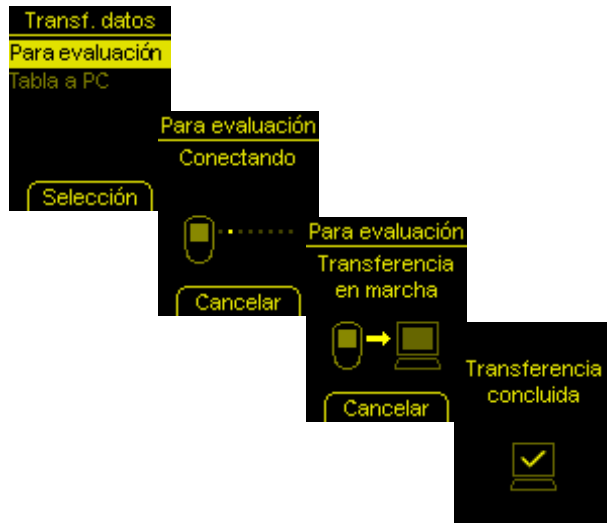 Transf. datos
Para evaluación
Tabla a PC
Selección
Para evaluación
Conectando
Cancelar
Para evaluación
Transferencia
en marcha
Cancelar
Transferencia
concluida